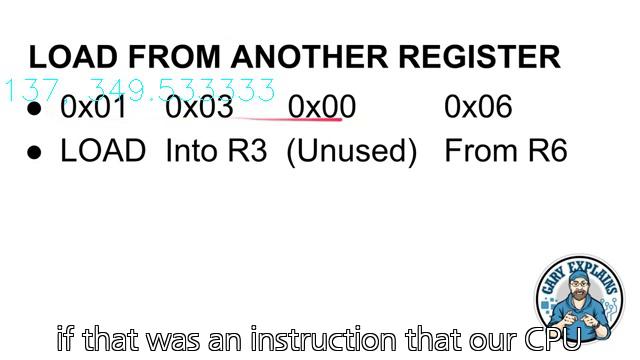 LOAD FROM ANOTHER REGISTER
137, 349.533333
● 0x01 0x03 0x00 0x06
● LOAD Into R3 (Unused) From R6
GARY EXPLAINS
if that was an instruction that our CPU